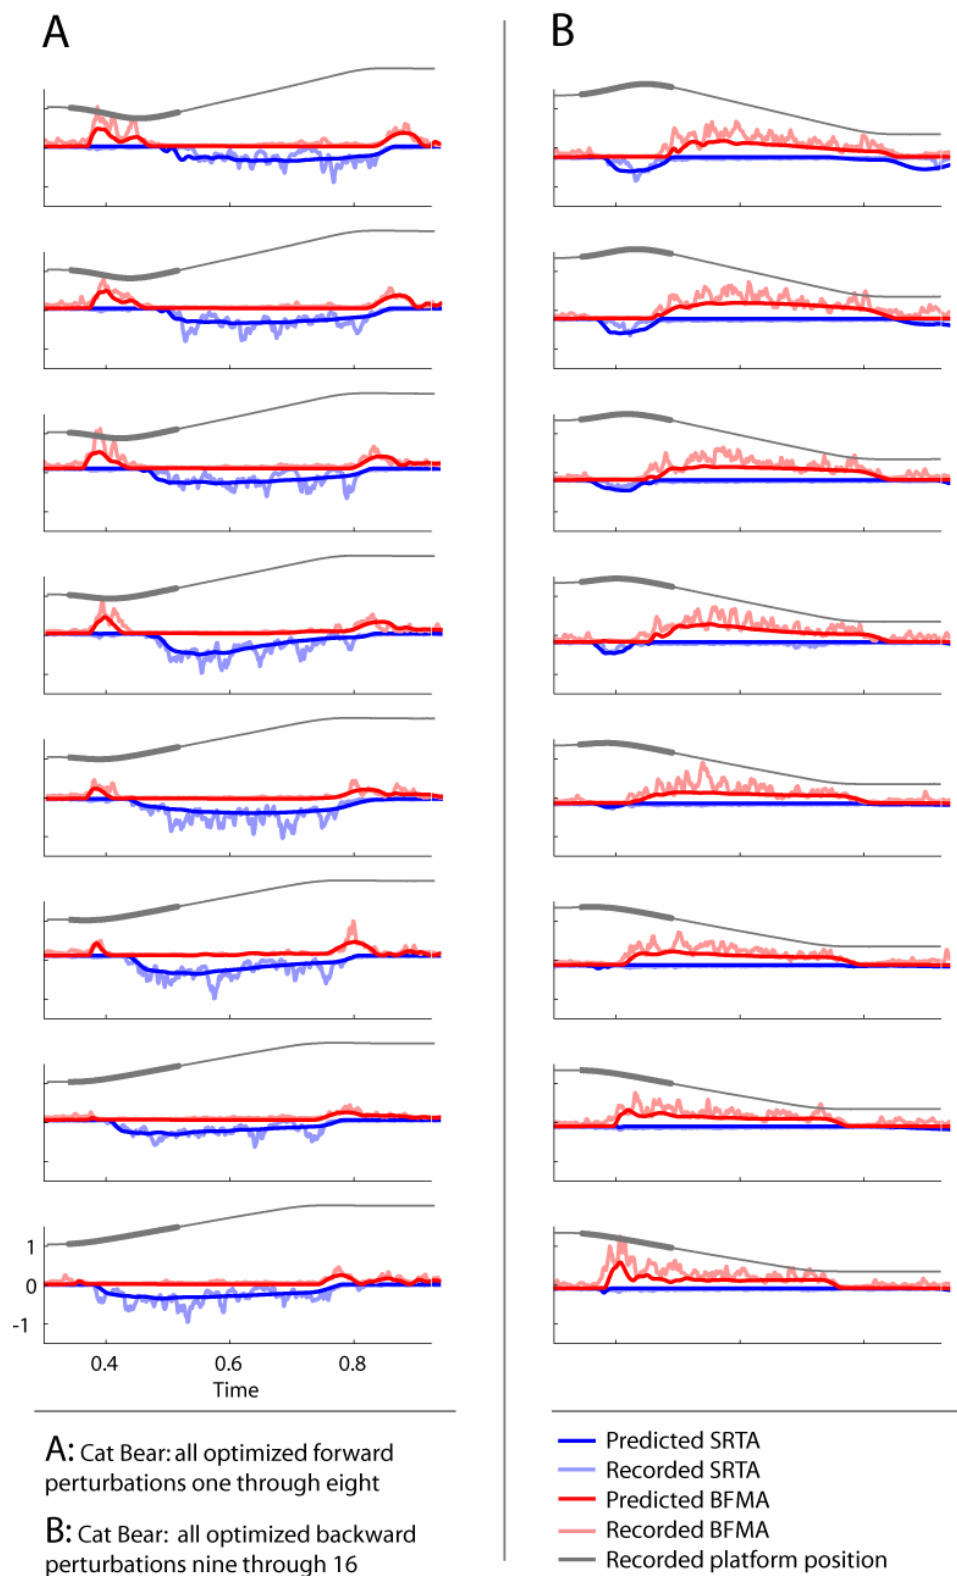 A
B
1
0
-1
0.4 0.6 0.8
Time
A: Cat Bear: all optimized forward
perturbations one through eight
B: Cat Bear: all optimized backward
perturbations nine through 16
Predicted SRTA
Recorded SRTA
Predicted BFMA
Recorded BFMA
Recorded platform position